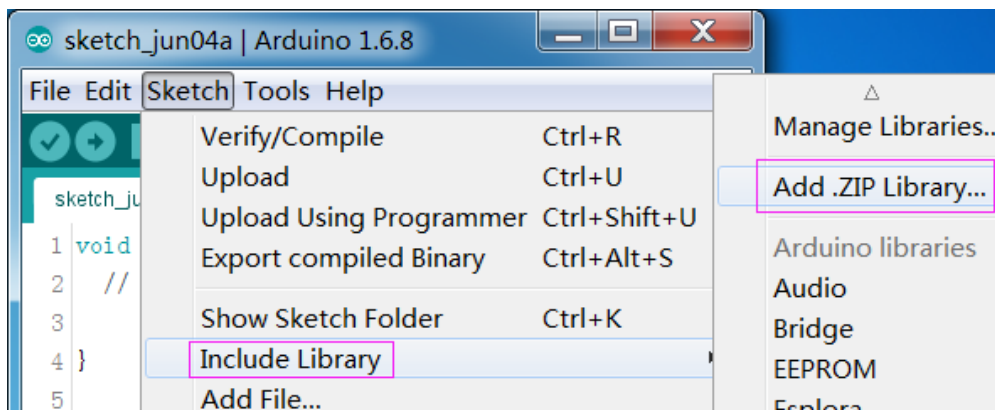 sketch_jun04a | Arduino 1.6.8
File Edit Sketch Tools Help
Verify/Compile Ctrl+R
Upload Ctrl+U
Upload Using Programmer Ctrl+Shift+U
Export compiled Binary Ctrl+Alt+S
Show Sketch Folder Ctrl+K
Include Library
Add File...
sketch_ju
1 void
2 //
3
4 }
5
Manage Libraries..
Add .ZIP Library...
Arduino libraries
Audio
Bridge
EEPROM
Esplora